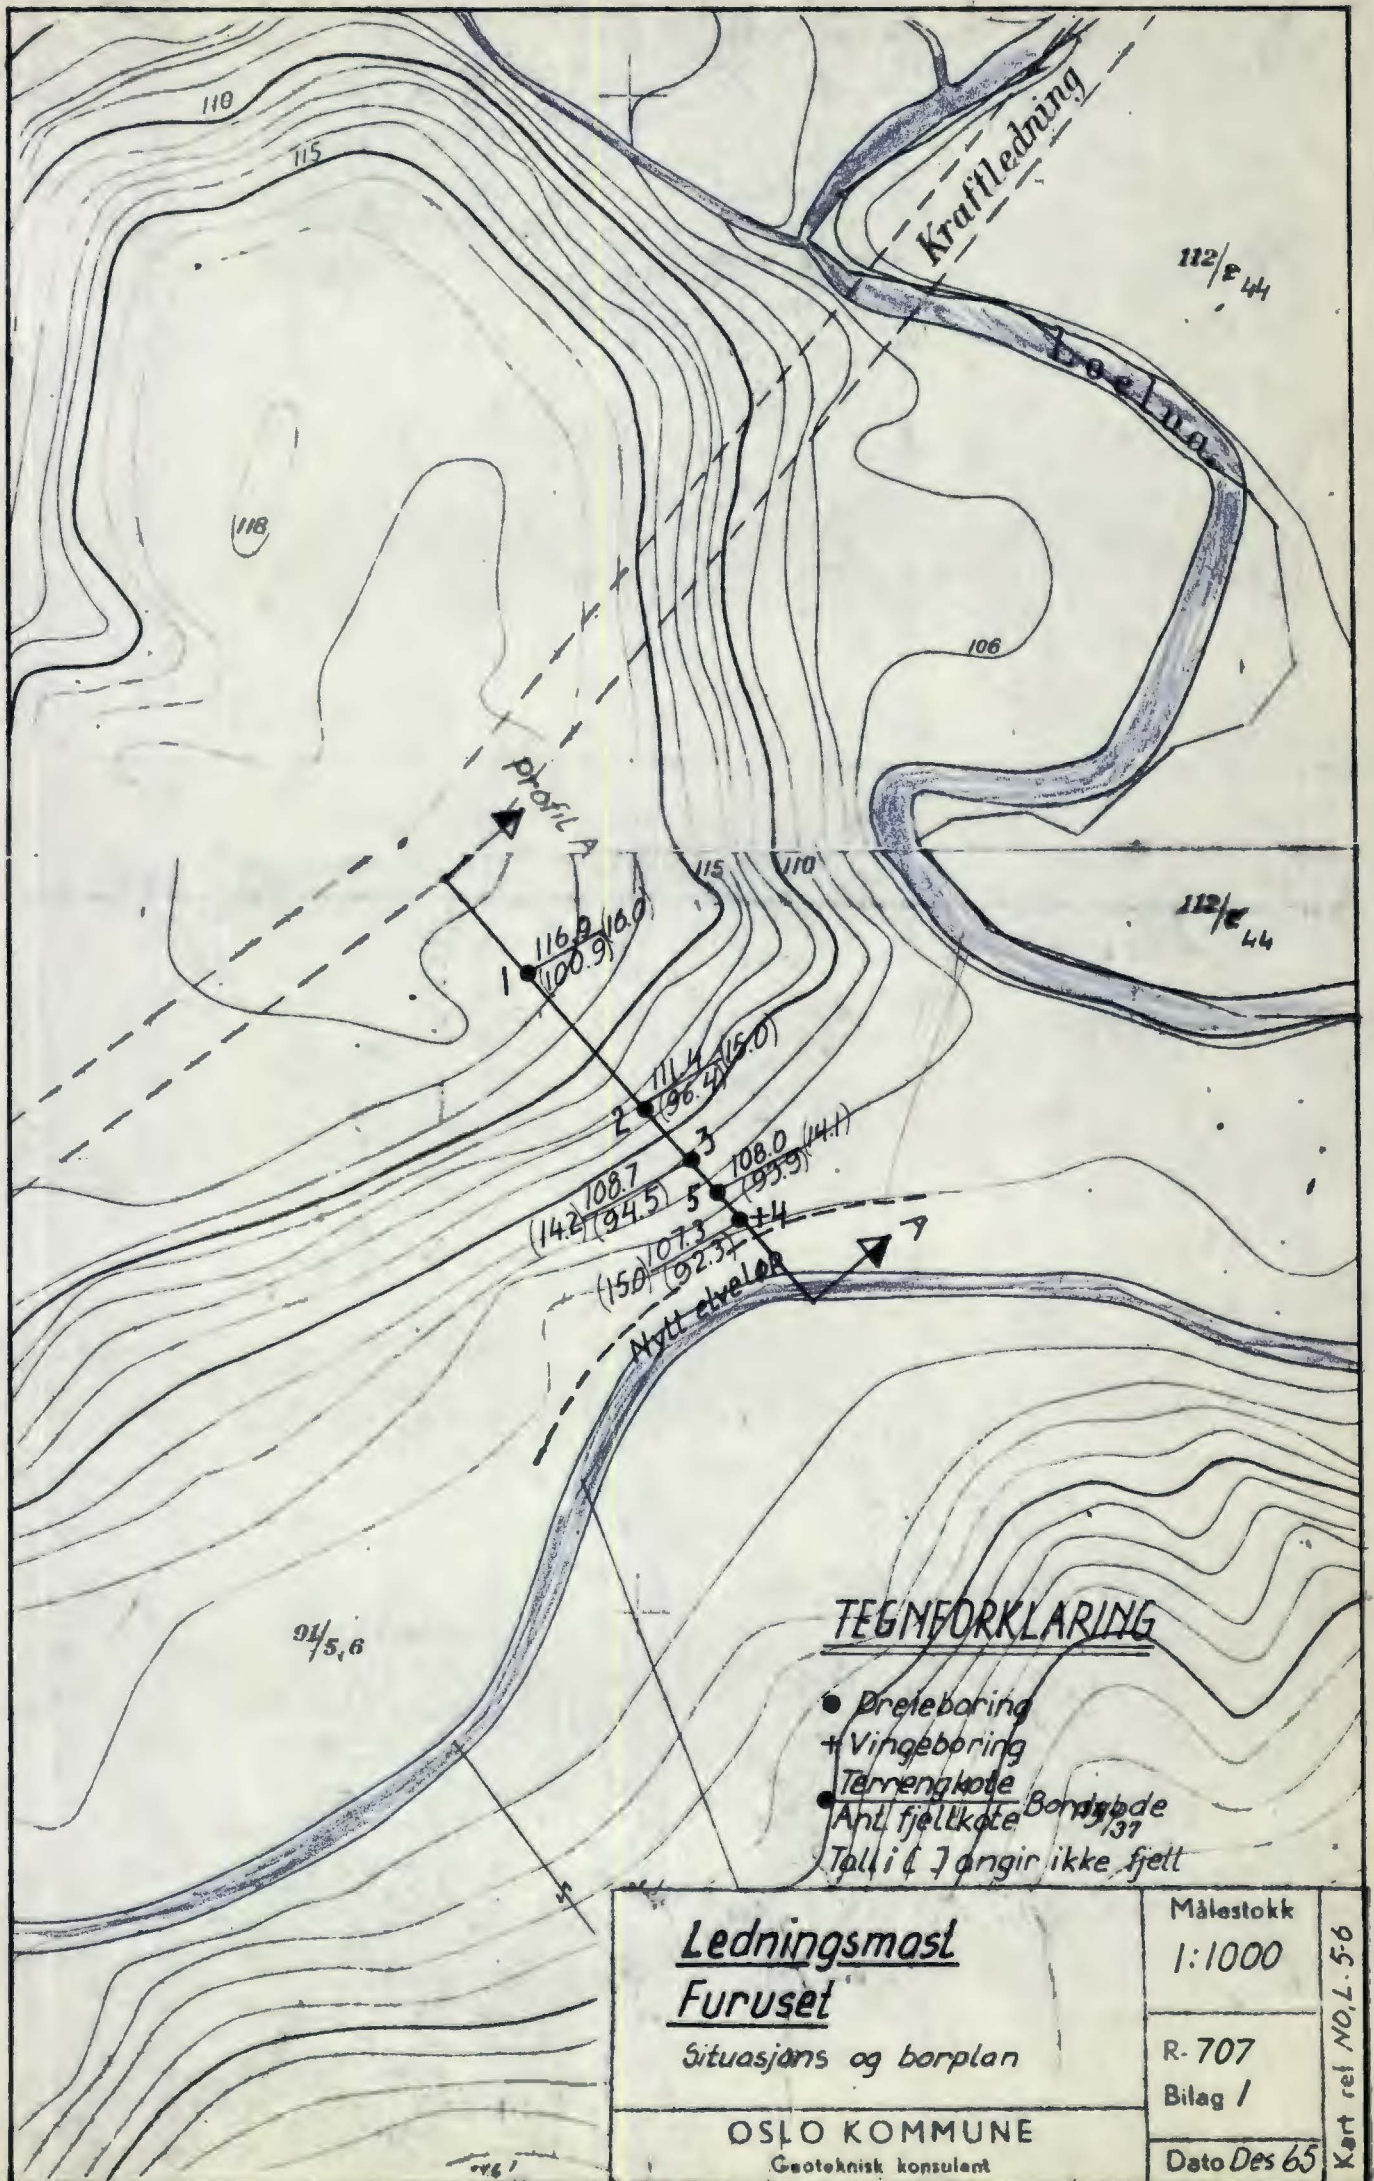 110
115
Kraftledning
112/E 44
Loelva
118
106
profil A
115
110
112/E 44
1
116.9 (16.0)
(100.9)
2
111.4 (15.0)
(96.4)
3
108.7
(14.2) (94.5)
5
108.0 (14.1)
(93.9)
+4
107.3
(15.0) (92.3)
A
Nytt elveløp
91/5,6
TEGNFORKLARING
Dreieboring
+ Vingeboring
Terrengkote
Ant. fjellkote Bordybde
Tall i ( ) angir ikke fjell
Ledningsmast
Furuset
Situasjons og borplan
OSLO KOMMUNE
Geoteknisk konsulent
Målestokk
1:1000
R-707
Bilag 1
Dato Des 65
Kart ref NO,L.5-6